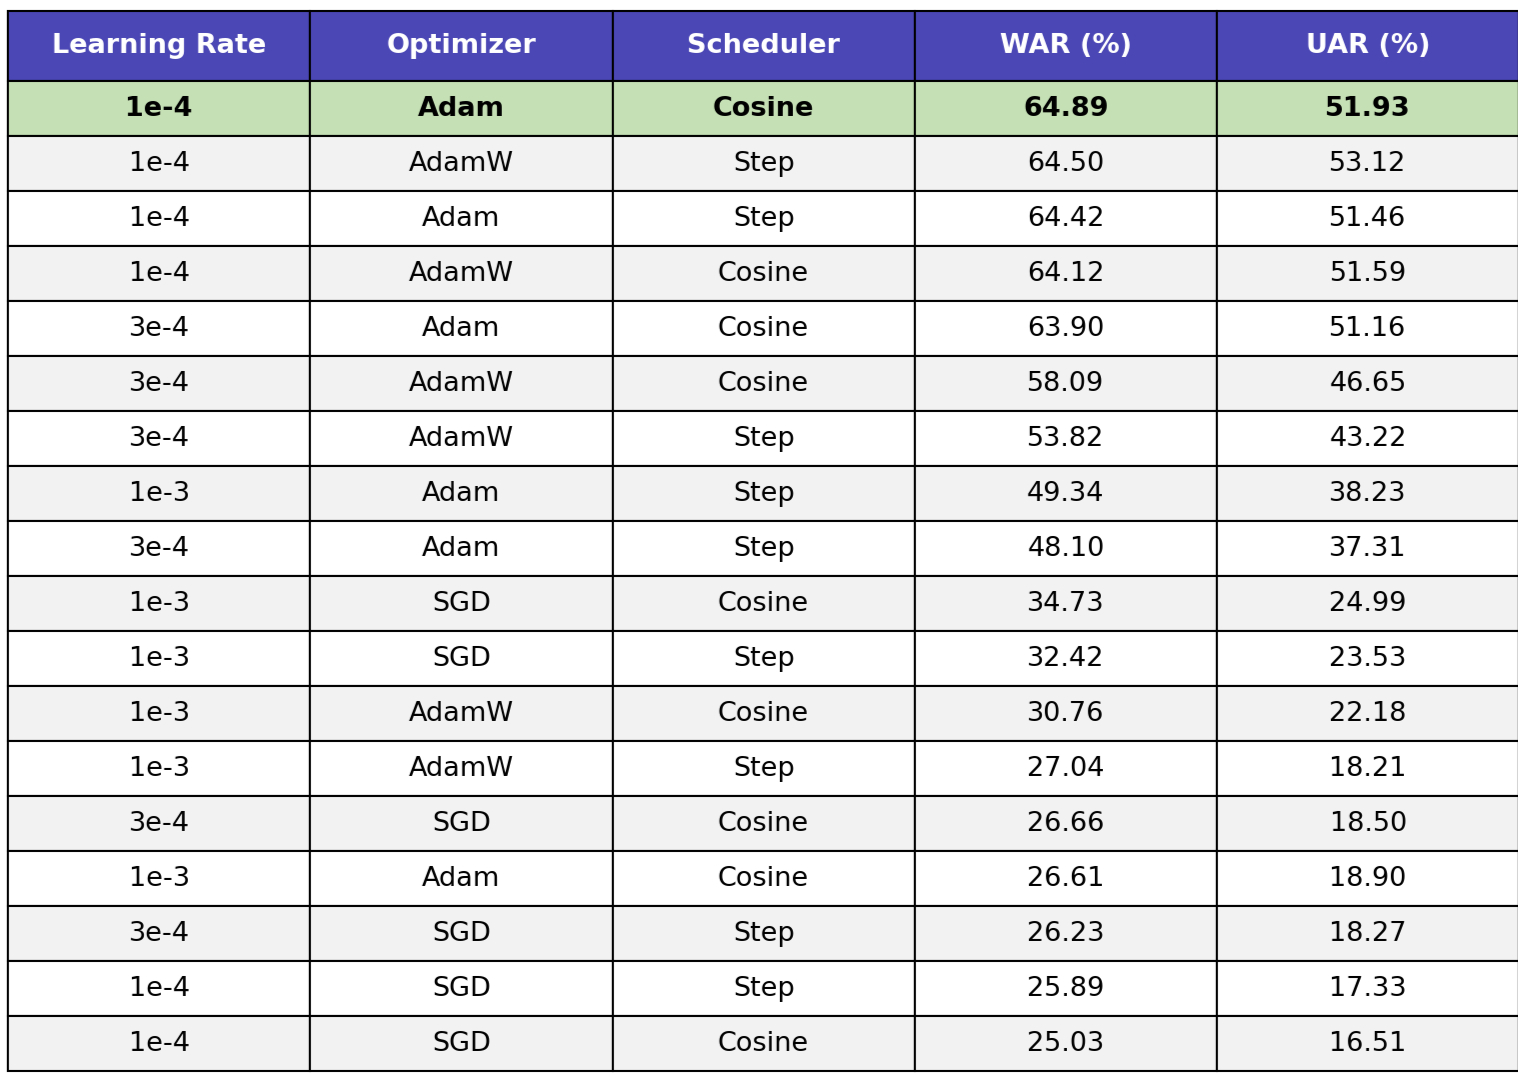 Learning Rate Optimizer Scheduler WAR (%) UAR (%)
1e-4 Adam Cosine 64.89 51.93
1e-4 AdamW Step 64.50 53.12
1e-4 Adam Step 64.42 51.46
1e-4 AdamW Cosine 64.12 51.59
3e-4 Adam Cosine 63.90 51.16
3e-4 AdamW Cosine 58.09 46.65
3e-4 AdamW Step 53.82 43.22
1e-3 Adam Step 49.34 38.23
3e-4 Adam Step 48.10 37.31
1e-3 SGD Cosine 34.73 24.99
1e-3 SGD Step 32.42 23.53
1e-3 AdamW Cosine 30.76 22.18
1e-3 AdamW Step 27.04 18.21
3e-4 SGD Cosine 26.66 18.50
1e-3 Adam Cosine 26.61 18.90
3e-4 SGD Step 26.23 18.27
1e-4 SGD Step 25.89 17.33
1e-4 SGD Cosine 25.03 16.51